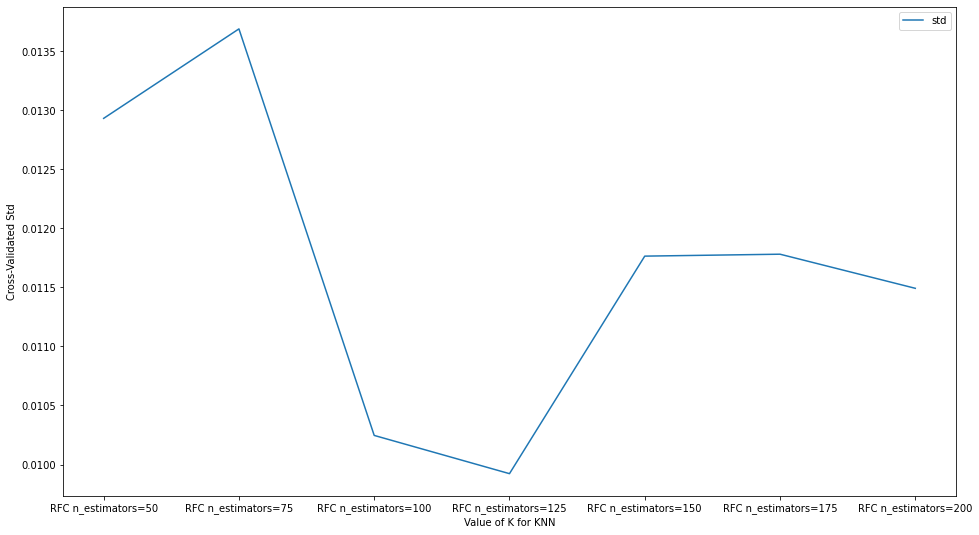 std
0.0135
0.0130
0.0125
0.0120
0.0115
0.0110
0.0105
0.0100
Cross-Validated Std
RFC n_estimators=50 RFC n_estimators=75 RFC n_estimators=100 RFC n_estimators=125 RFC n_estimators=150 RFC n_estimators=175 RFC n_estimators=200
Value of K for KNN